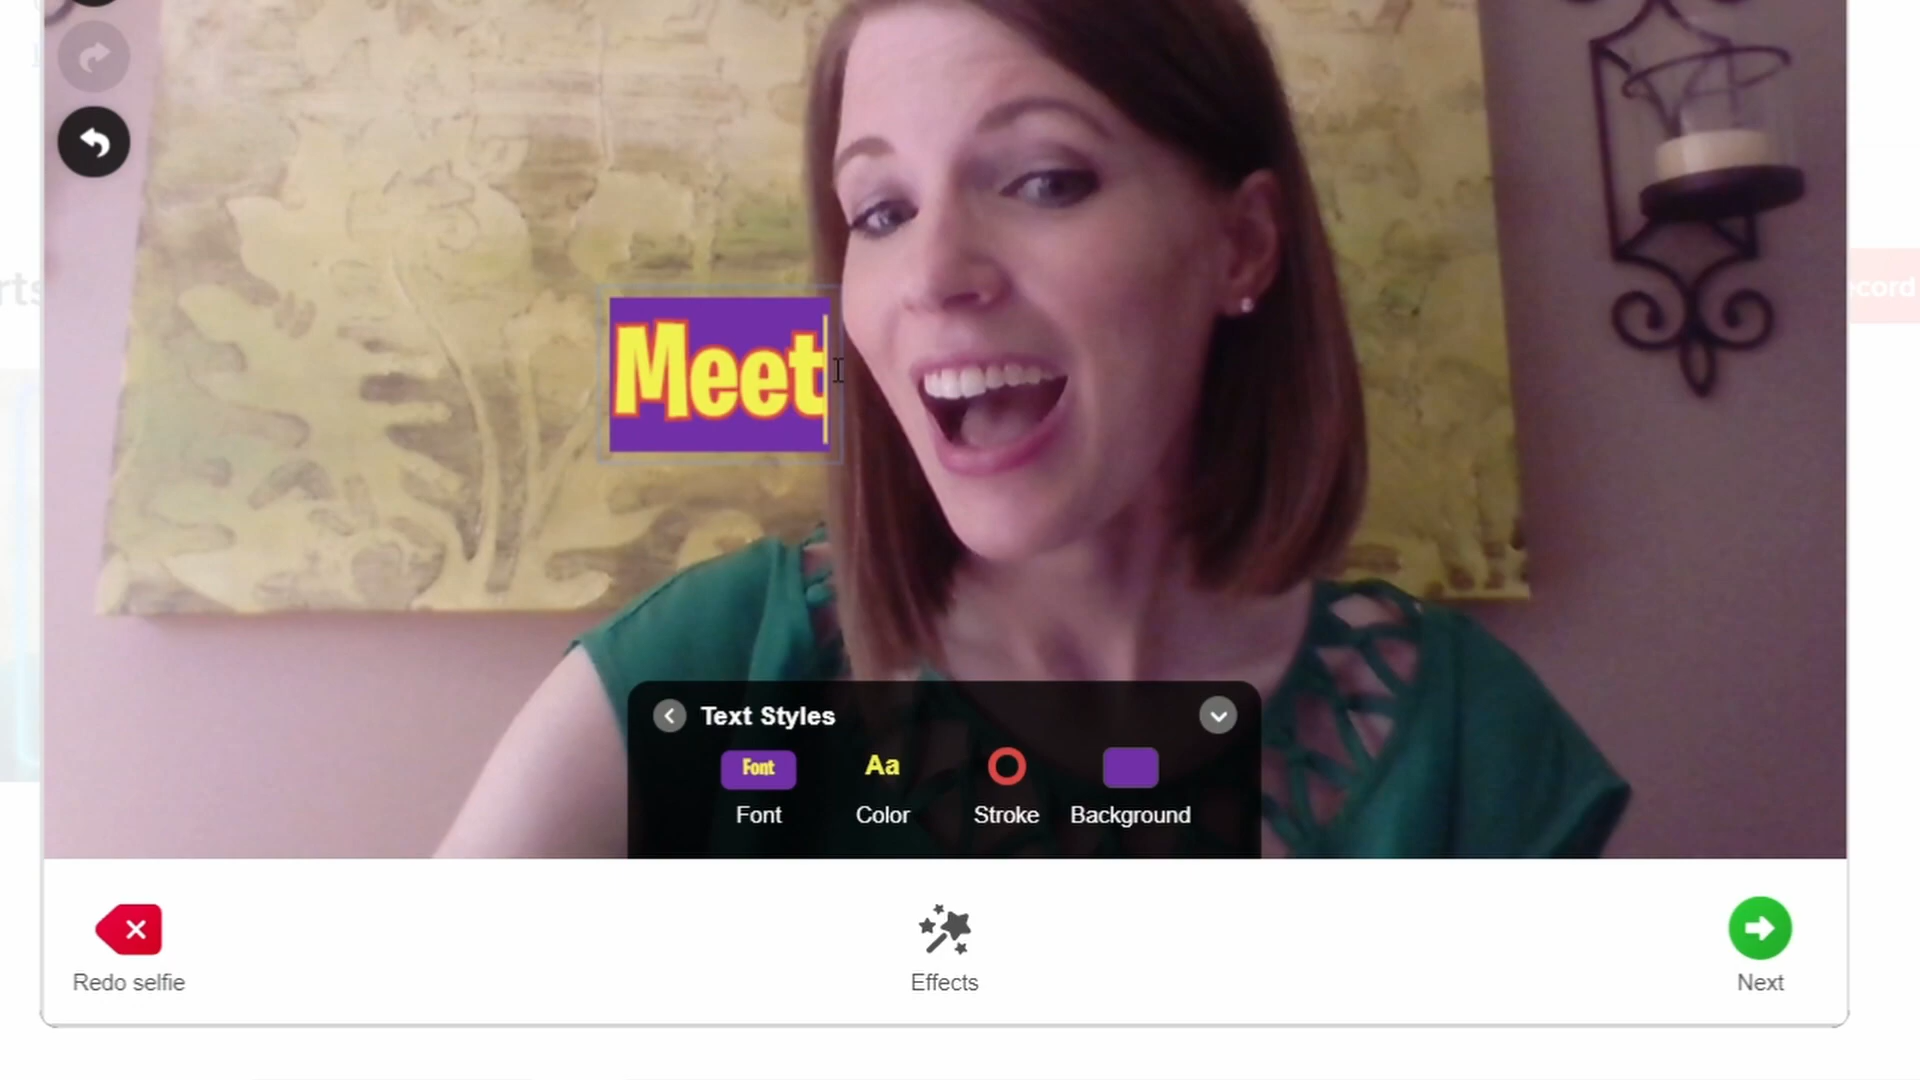 Meet
Text Styles
Font
Aa
Font
Color
Stroke
Background
Redo selfie
Effects
Next